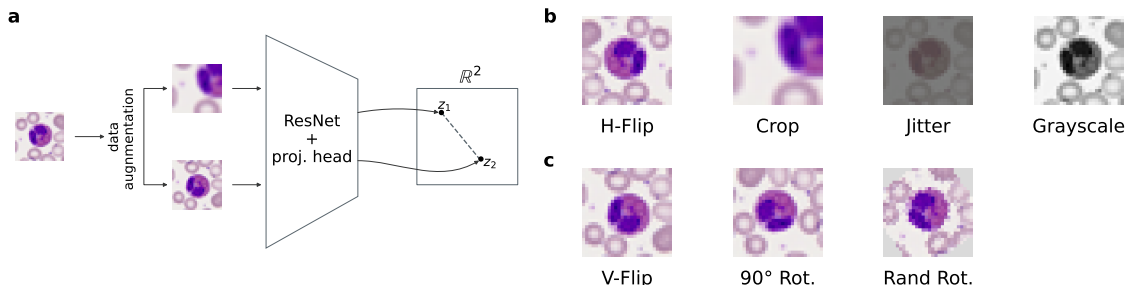 a
data
augnmentation
ResNet
+
proj. head
ℝ²
z₁
z₂
b
H-Flip
Crop
Jitter
Grayscale
c
V-Flip
90° Rot.
Rand Rot.